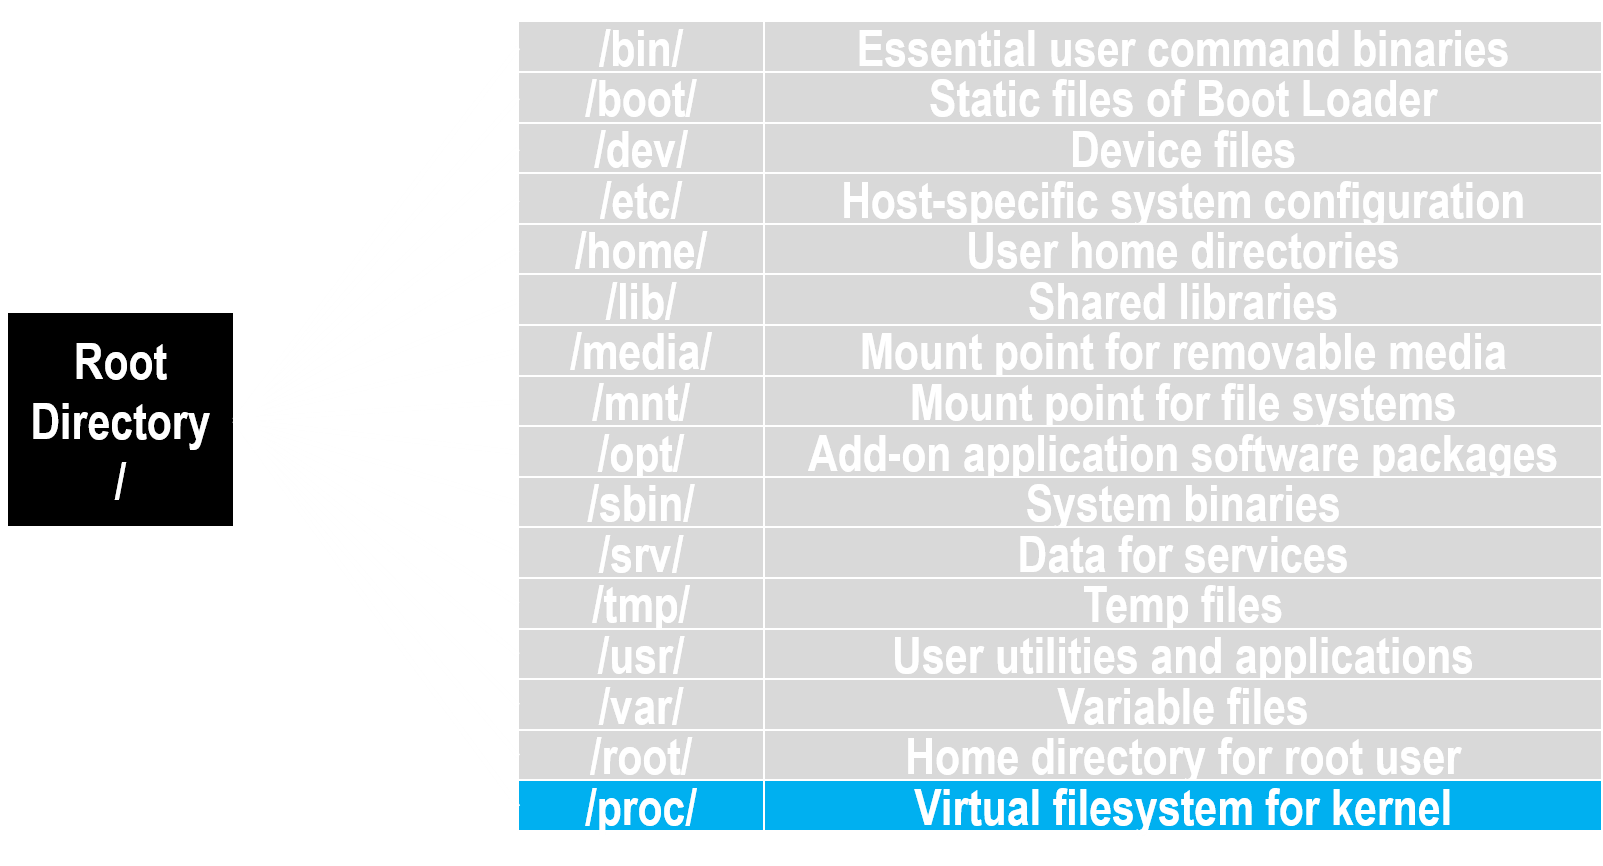 Root
Directory
/
/bin/ Essential user command binaries
/boot/ Static files of Boot Loader
/dev/ Device files
/etc/ Host-specific system configuration
/home/ User home directories
/lib/ Shared libraries
/media/ Mount point for removable media
/mnt/ Mount point for file systems
/opt/ Add-on application software packages
/sbin/ System binaries
/srv/ Data for services
/tmp/ Temp files
/usr/ User utilities and applications
/var/ Variable files
/root/ Home directory for root user
/proc/ Virtual filesystem for kernel